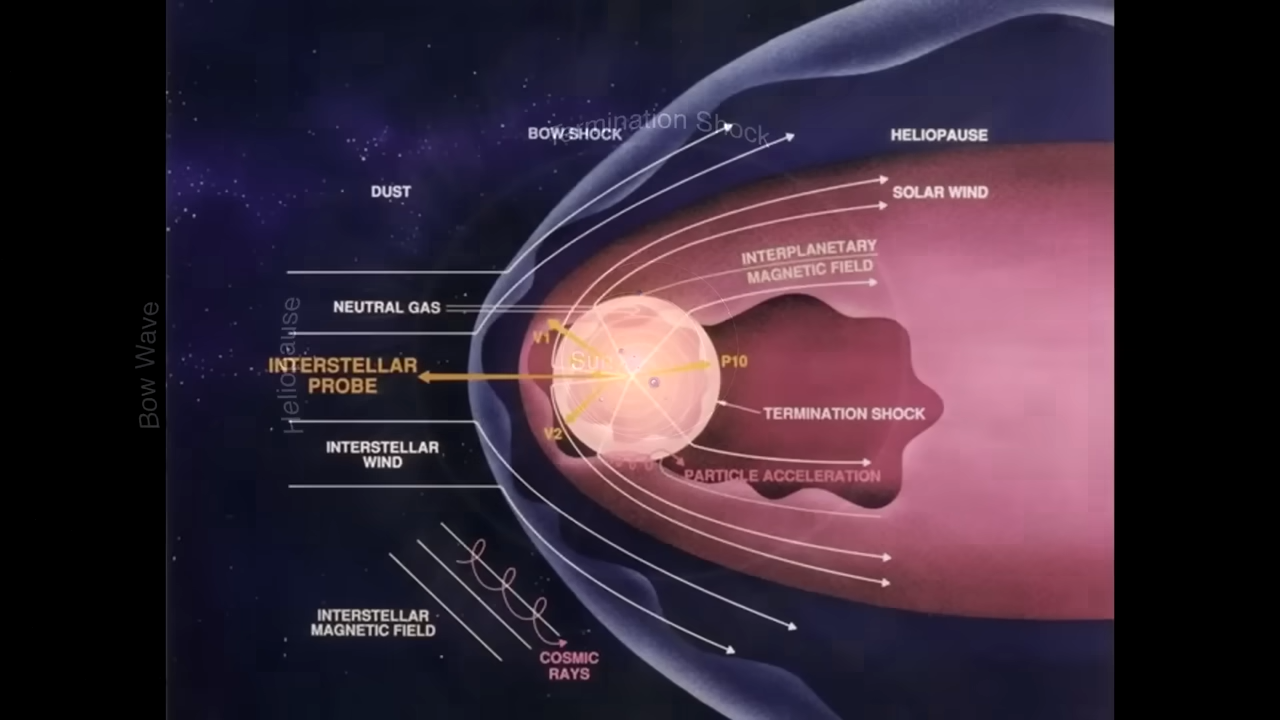 Termination Shock
BOW SHOCK
HELIOPAUSE
DUST
SOLAR WIND
INTERPLANETARY
MAGNETIC FIELD
NEUTRAL GAS
Bow Wave
Heliopause
V1
Sun
INTERSTELLAR
PROBE
P10
TERMINATION SHOCK
V2
INTERSTELLAR
WIND
PARTICLE ACCELERATION
INTERSTELLAR
MAGNETIC FIELD
COSMIC
RAYS